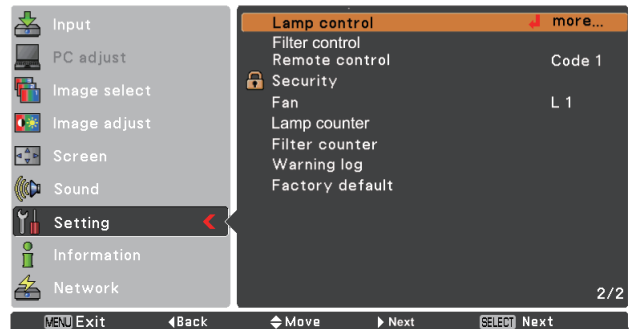 Input
PC adjust
Image select
Image adjust
Screen
Sound
Setting
Information
Network
Lamp control more...
Filter control
Remote control Code 1
Security
Fan L 1
Lamp counter
Filter counter
Warning log
Factory default
2/2
MENU Exit Back Move Next SELECT Next